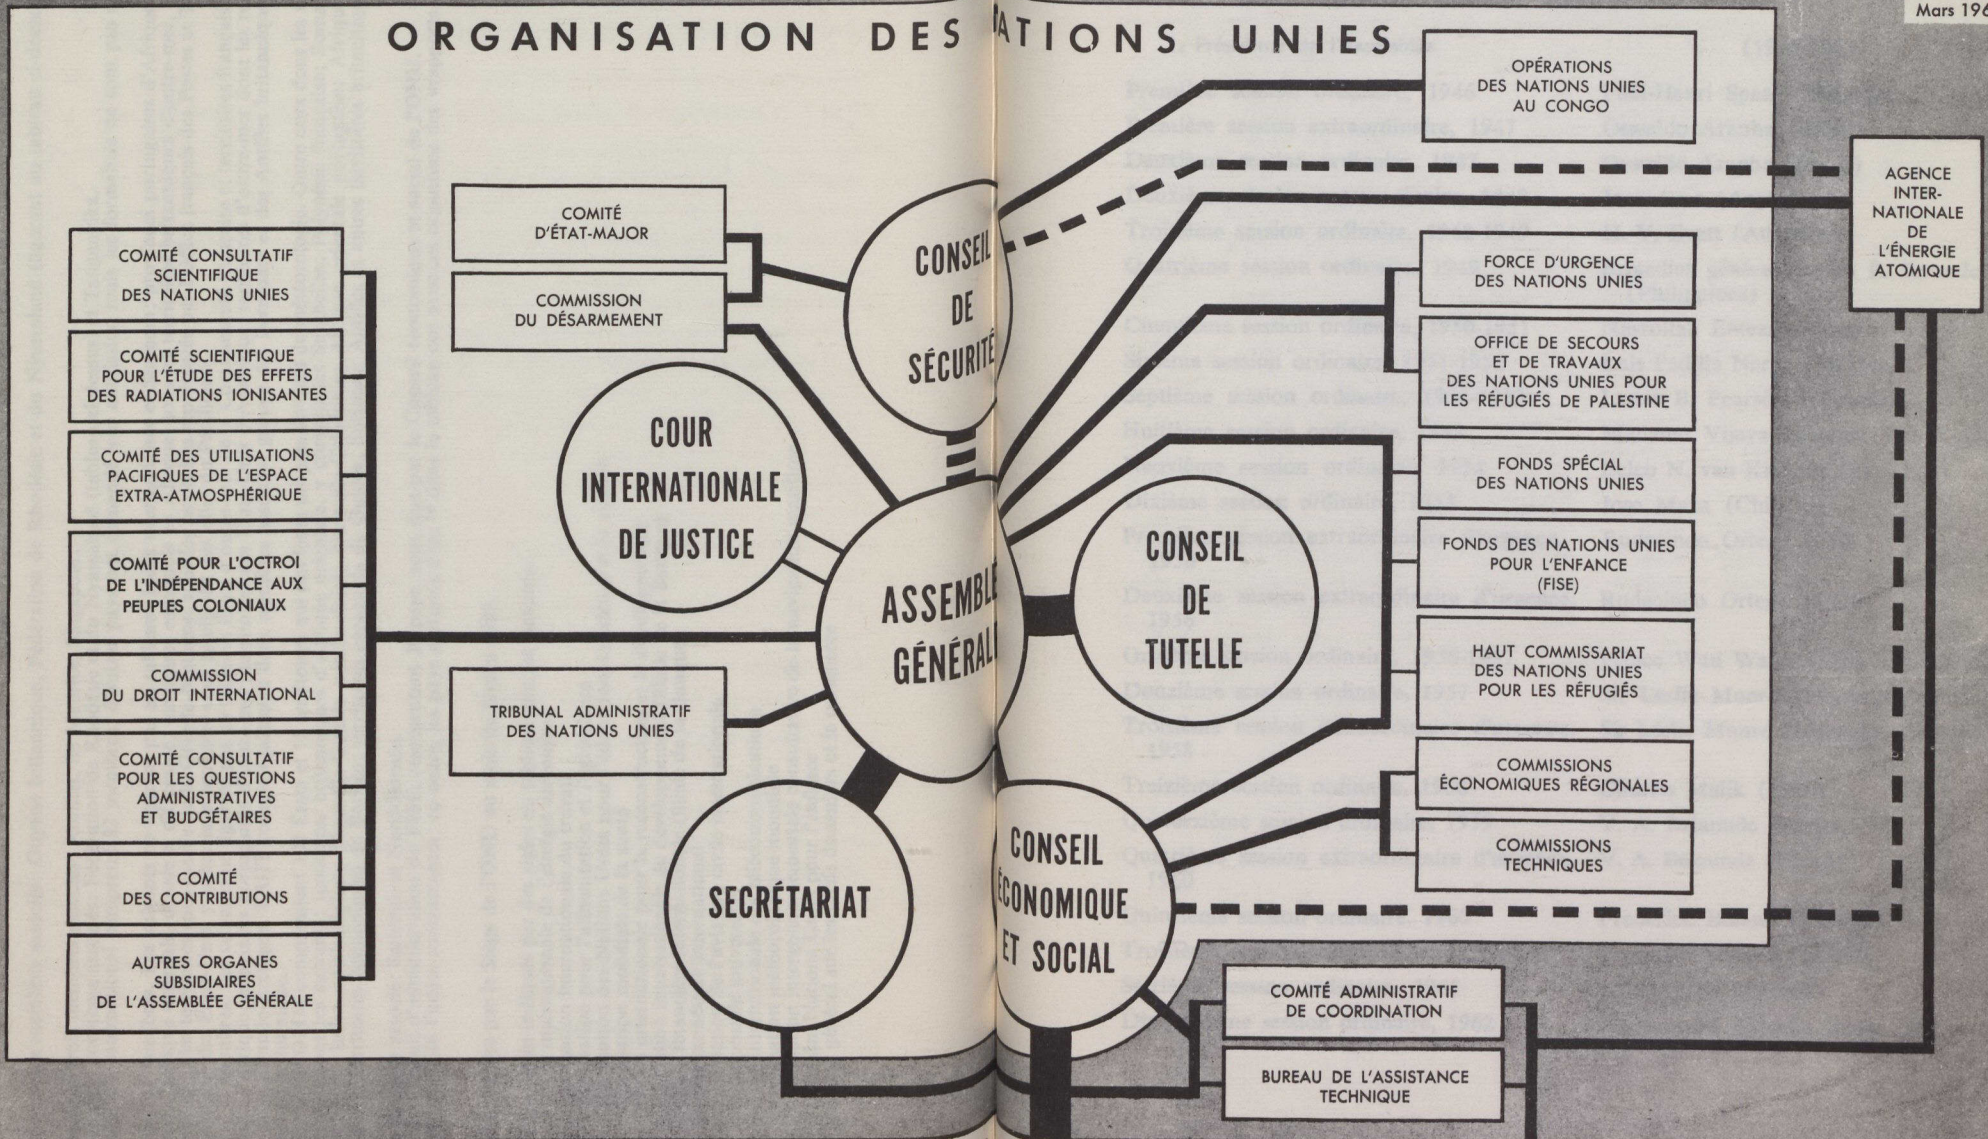 ORGANISATION DES NATIONS UNIES
Mars 196
OPÉRATIONS
DES NATIONS UNIES
AU CONGO
AGENCE
INTER-
NATIONALE
DE
L'ÉNERGIE
ATOMIQUE
COMITÉ
D'ÉTAT-MAJOR
COMMISSION
DU DÉSARMEMENT
CONSEIL
DE
SÉCURITÉ
FORCE D'URGENCE
DES NATIONS UNIES
OFFICE DE SECOURS
ET DE TRAVAUX
DES NATIONS UNIES POUR
LES RÉFUGIÉS DE PALESTINE
COMITÉ CONSULTATIF
SCIENTIFIQUE
DES NATIONS UNIES
COMITÉ SCIENTIFIQUE
POUR L'ÉTUDE DES EFFETS
DES RADIATIONS IONISANTES
COMITÉ DES UTILISATIONS
PACIFIQUES DE L'ESPACE
EXTRA-ATMOSPHÉRIQUE
COMITÉ POUR L'OCTROI
DE L'INDÉPENDANCE AUX
PEUPLES COLONIAUX
COMMISSION
DU DROIT INTERNATIONAL
COMITÉ CONSULTATIF
POUR LES QUESTIONS
ADMINISTRATIVES
ET BUDGÉTAIRES
COMITÉ
DES CONTRIBUTIONS
AUTRES ORGANES
SUBSIDIAIRES
DE L'ASSEMBLÉE GÉNÉRALE
COUR
INTERNATIONALE
DE JUSTICE
ASSEMBLÉ
GÉNÉRAL
CONSEIL
DE
TUTELLE
FONDS SPÉCIAL
DES NATIONS UNIES
FONDS DES NATIONS UNIES
POUR L'ENFANCE
(FISE)
HAUT COMMISSARIAT
DES NATIONS UNIES
POUR LES RÉFUGIÉS
TRIBUNAL ADMINISTRATIF
DES NATIONS UNIES
COMMISSIONS
ÉCONOMIQUES RÉGIONALES
COMMISSIONS
TECHNIQUES
SECRÉTARIAT
CONSEIL
ÉCONOMIQUE
ET SOCIAL
COMITÉ ADMINISTRATIF
DE COORDINATION
BUREAU DE L'ASSISTANCE
TECHNIQUE